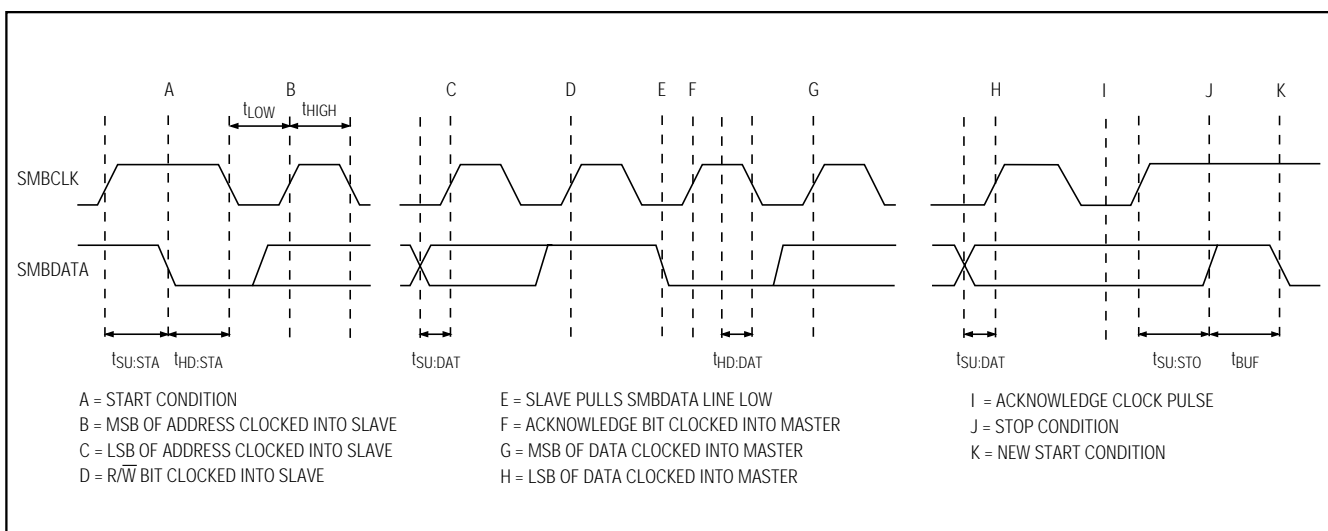 A B C D E F G H I J K
tLOW tHIGH
SMBCLK
SMBDATA
tSU:STA tHD:STA tSU:DAT tHD:DAT tSU:DAT tSU:STO tBUF
A = START CONDITION
B = MSB OF ADDRESS CLOCKED INTO SLAVE
C = LSB OF ADDRESS CLOCKED INTO SLAVE
D = R/W̅ BIT CLOCKED INTO SLAVE
E = SLAVE PULLS SMBDATA LINE LOW
F = ACKNOWLEDGE BIT CLOCKED INTO MASTER
G = MSB OF DATA CLOCKED INTO MASTER
H = LSB OF DATA CLOCKED INTO MASTER
I = ACKNOWLEDGE CLOCK PULSE
J = STOP CONDITION
K = NEW START CONDITION